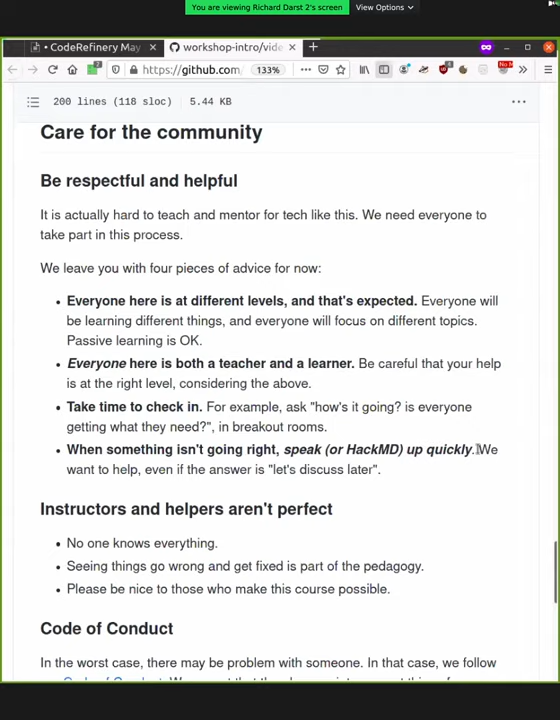 You are viewing Richard Darst 2's screen
View Options
• CodeRefinery May
workshop-intro/vide
https://github.com/
133%
200 lines (118 sloc)
5.44 KB
Care for the community
Be respectful and helpful
It is actually hard to teach and mentor for tech like this. We need everyone to
take part in this process.
We leave you with four pieces of advice for now:
• Everyone here is at different levels, and that's expected. Everyone will
be learning different things, and everyone will focus on different topics.
Passive learning is OK.
• Everyone here is both a teacher and a learner. Be careful that your help
is at the right level, considering the above.
• Take time to check in. For example, ask "how's it going? is everyone
getting what they need?", in breakout rooms.
• When something isn't going right, speak (or HackMD) up quickly. We
want to help, even if the answer is "let's discuss later".
Instructors and helpers aren't perfect
• No one knows everything.
• Seeing things go wrong and get fixed is part of the pedagogy.
• Please be nice to those who make this course possible.
Code of Conduct
In the worst case, there may be problem with someone. In that case, we follow